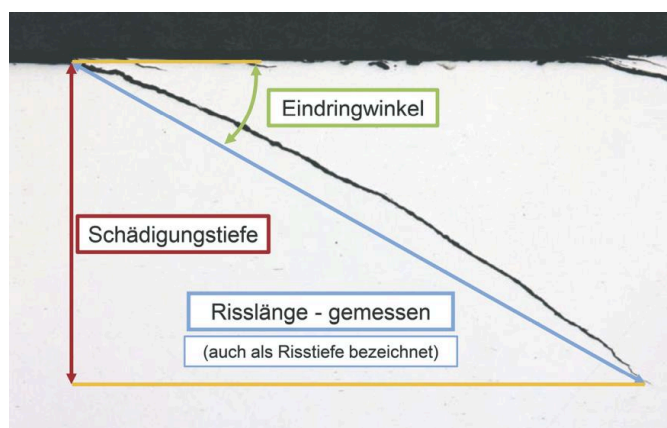 Eindringwinkel
Schädigungstiefe
Risslänge - gemessen
(auch als Risstiefe bezeichnet)